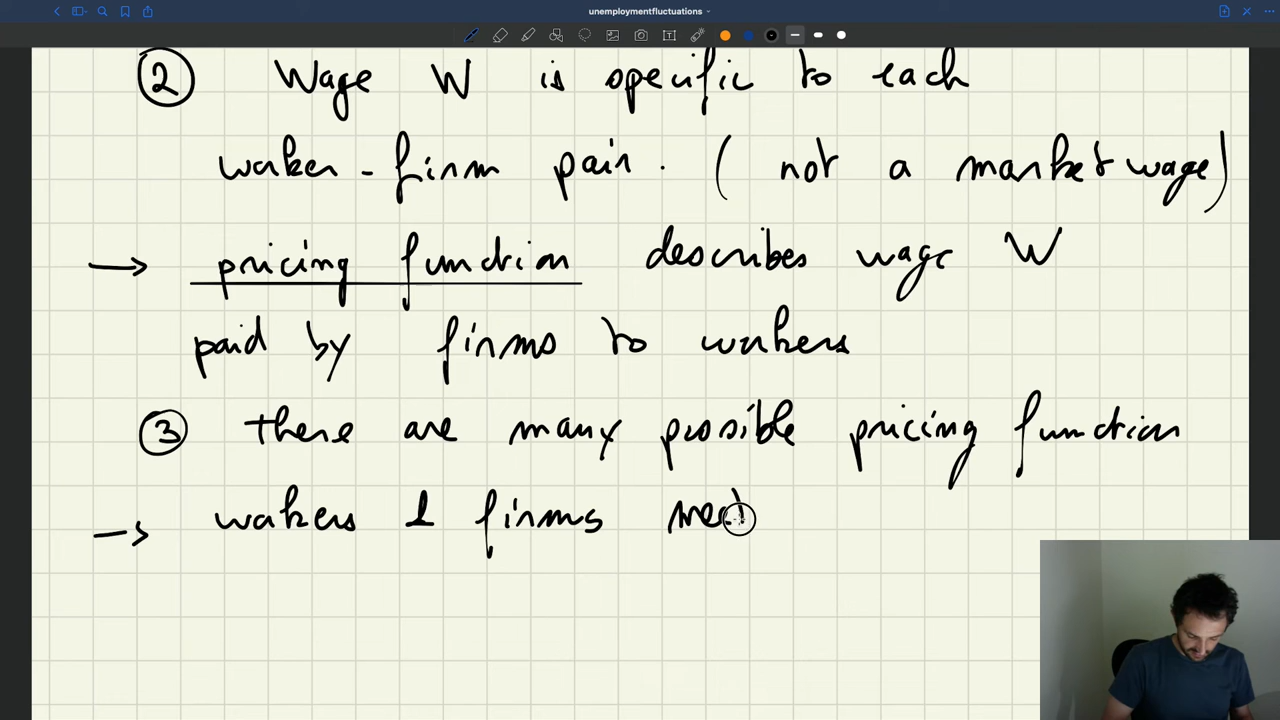 unemploymentfluctuations
② Wage W is specific to each
worker-firm pair. (not a market wage)
→ pricing function describes wage W
paid by firms to workers
③ there are many possible pricing function
→ workers & firms meet